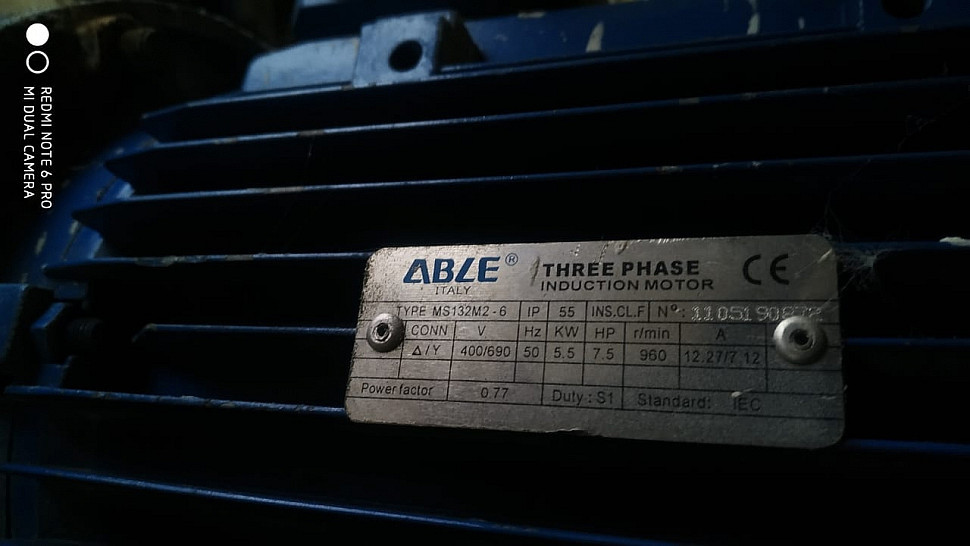 REDMI NOTE 6 PRO
MI DUAL CAMERA
ABLE® THREE PHASE CE
ITALY INDUCTION MOTOR
TYPE MS132M2-6 IP 55 INS.CL.F Nº:
CONN V Hz KW HP r/min A
Δ/Y 400/690 50 5.5 7.5 960 12.27/7.12
Power factor 0.77 Duty: S1 Standard: IEC